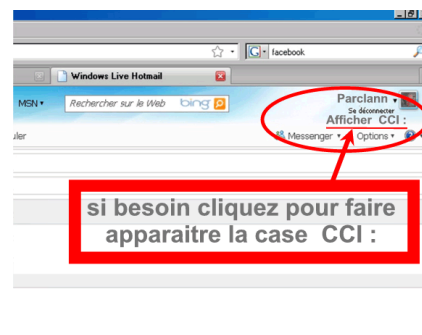 facebook
Windows Live Hotmail
MSN
Rechercher sur le Web bing
Parclann
Se déconnecter
Afficher CCI :
uler
Messenger Options
si besoin cliquez pour faire
apparaitre la case CCI :